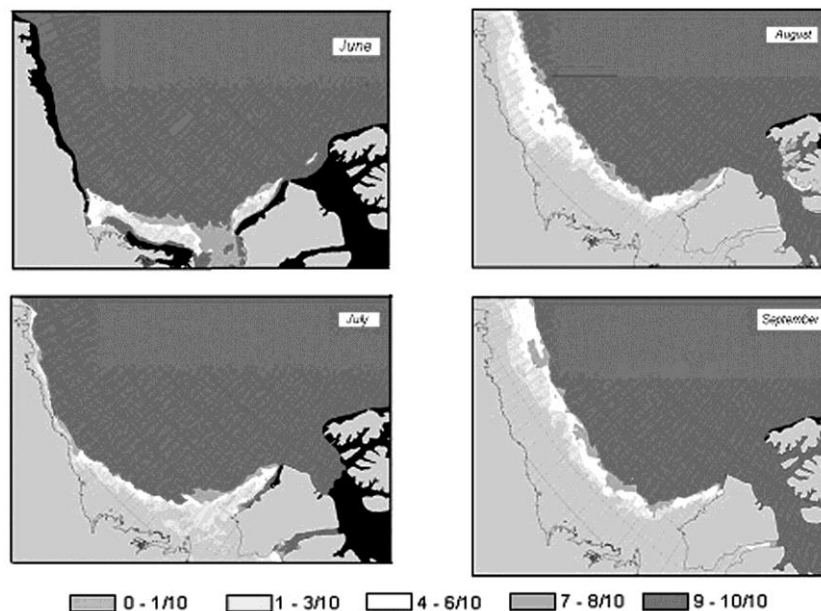 June
August
July
September
0 - 1/10
1 - 3/10
4 - 6/10
7 - 8/10
9 - 10/10